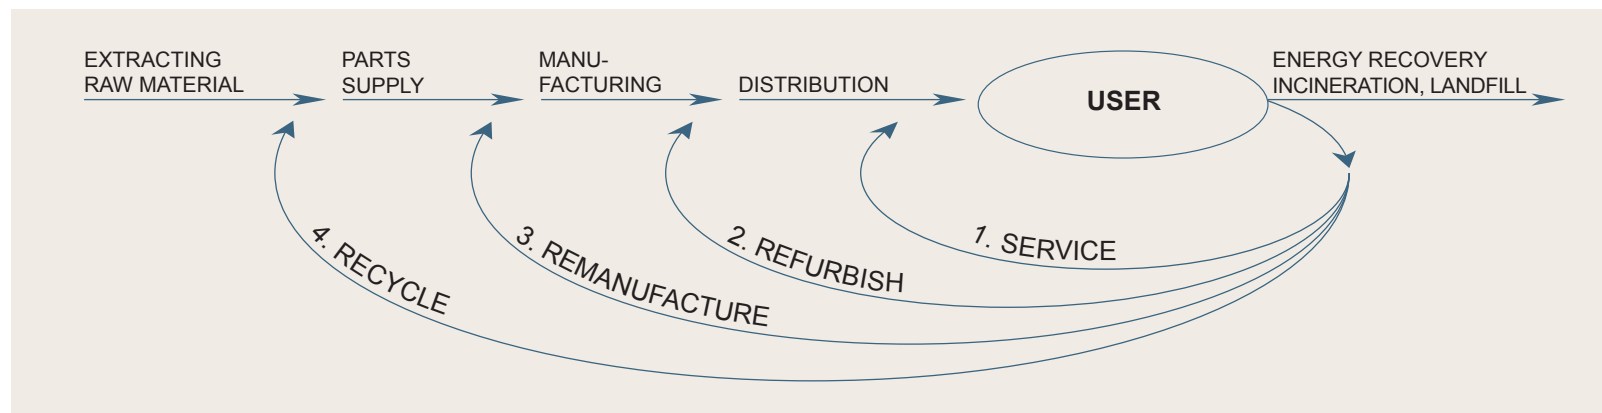 EXTRACTING
RAW MATERIAL
PARTS
SUPPLY
MANU-
FACTURING
DISTRIBUTION
USER
ENERGY RECOVERY
INCINERATION, LANDFILL
1. SERVICE
2. REFURBISH
3. REMANUFACTURE
4. RECYCLE